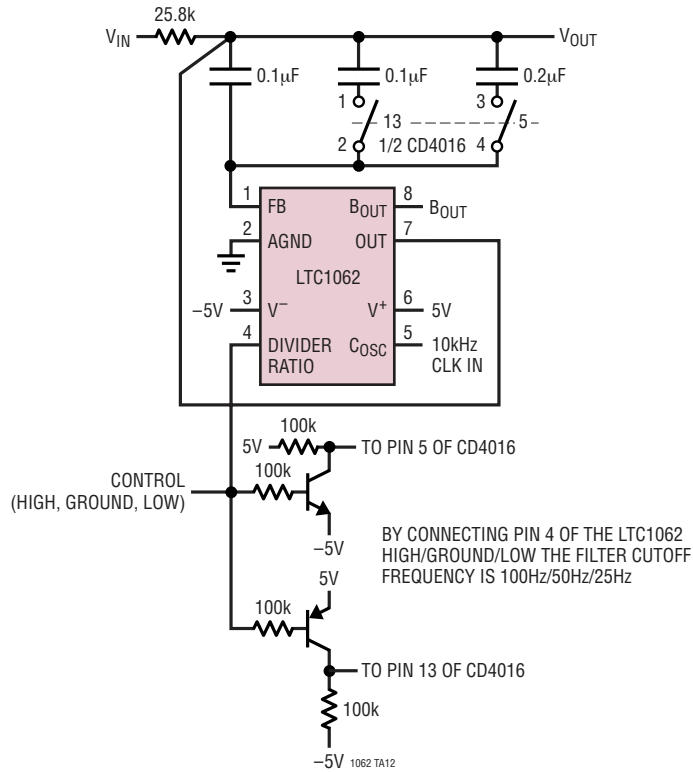 25.8k
VIN
VOUT
0.1µF
0.1µF
0.2µF
1
3
13
5
2
1/2 CD4016
4
1
FB
BOUT
8
BOUT
2
AGND
OUT
7
LTC1062
–5V
3
V–
V+
6
5V
4
DIVIDER
RATIO
COSC
5
10kHz
CLK IN
100k
5V
TO PIN 5 OF CD4016
CONTROL
(HIGH, GROUND, LOW)
100k
–5V
BY CONNECTING PIN 4 OF THE LTC1062
HIGH/GROUND/LOW THE FILTER CUTOFF
FREQUENCY IS 100Hz/50Hz/25Hz
5V
100k
TO PIN 13 OF CD4016
100k
–5V
1062 TA12